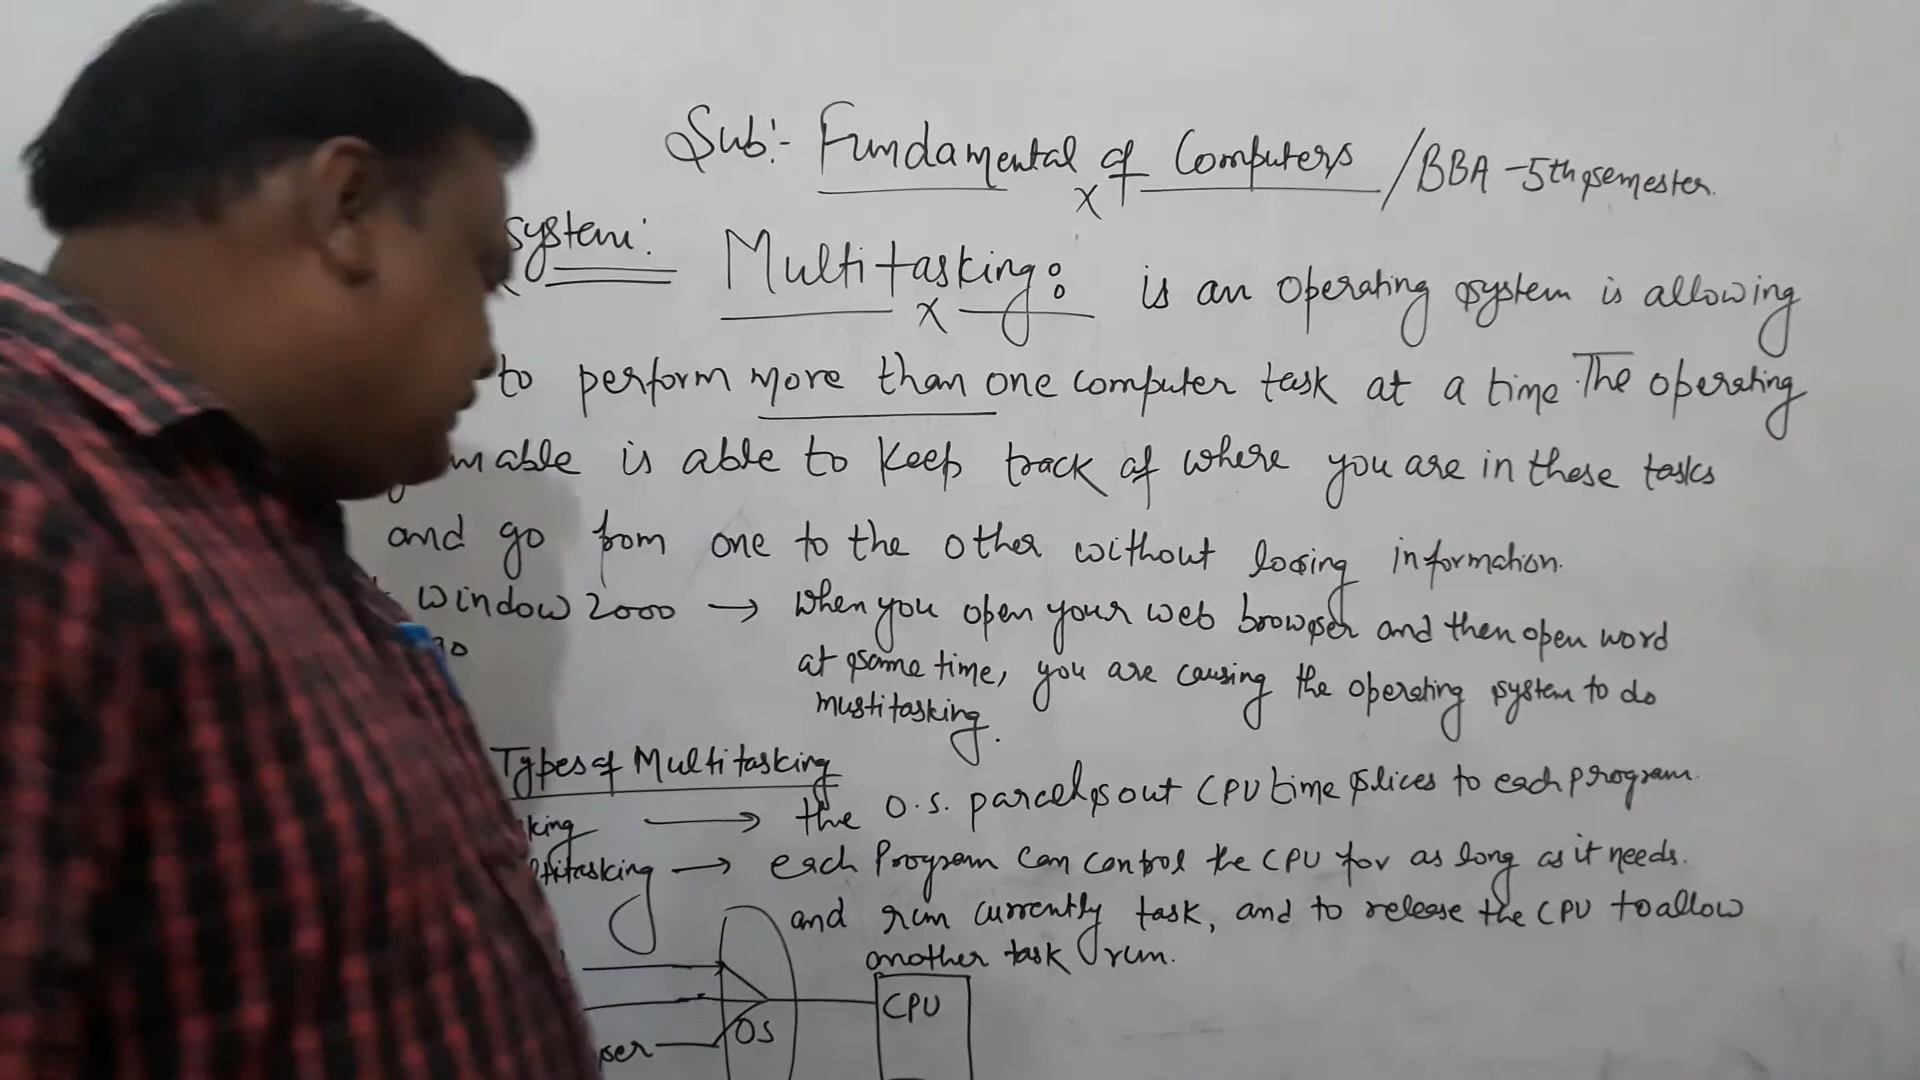 Sub:- Fundamental of Computers / BBA - 5th semester.
system: Multitasking: is an operating system is allowing
to perform more than one computer task at a time. The operating
able is able to keep track of where you are in these tasks
and go from one to the other without loosing information.
window 2000 → when you open your web browser and then open word
at same time, you are causing the operating system to do
mustitasking.
Types of Multitasking
king → the O.S. parcels out CPU time slices to each program.
titasking → each Program can control the CPU for as long as it needs.
and run currently task, and to release the CPU to allow
another task run.
OS
CPU
ser